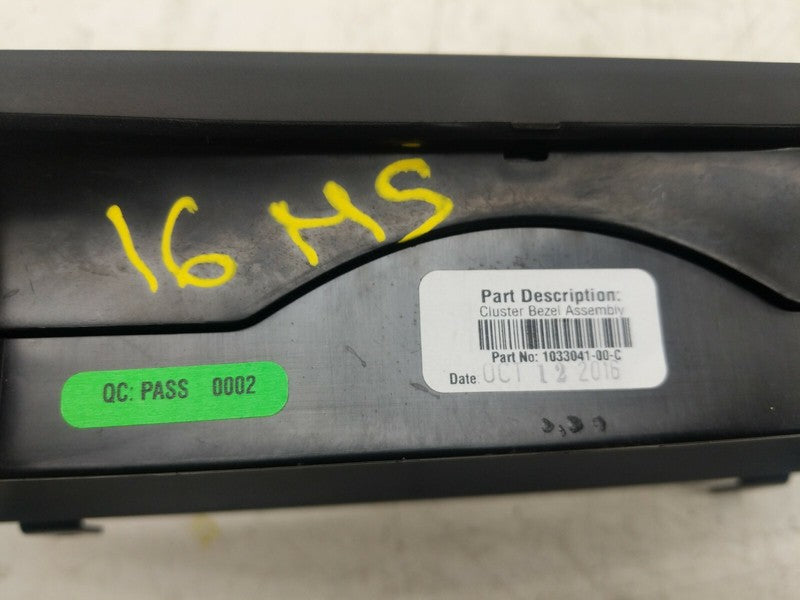 16 MS
Part Description:
Cluster Bezel Assembly
Part No: 1033041-00-C
Date OCT 12 2016
QC: PASS 0002